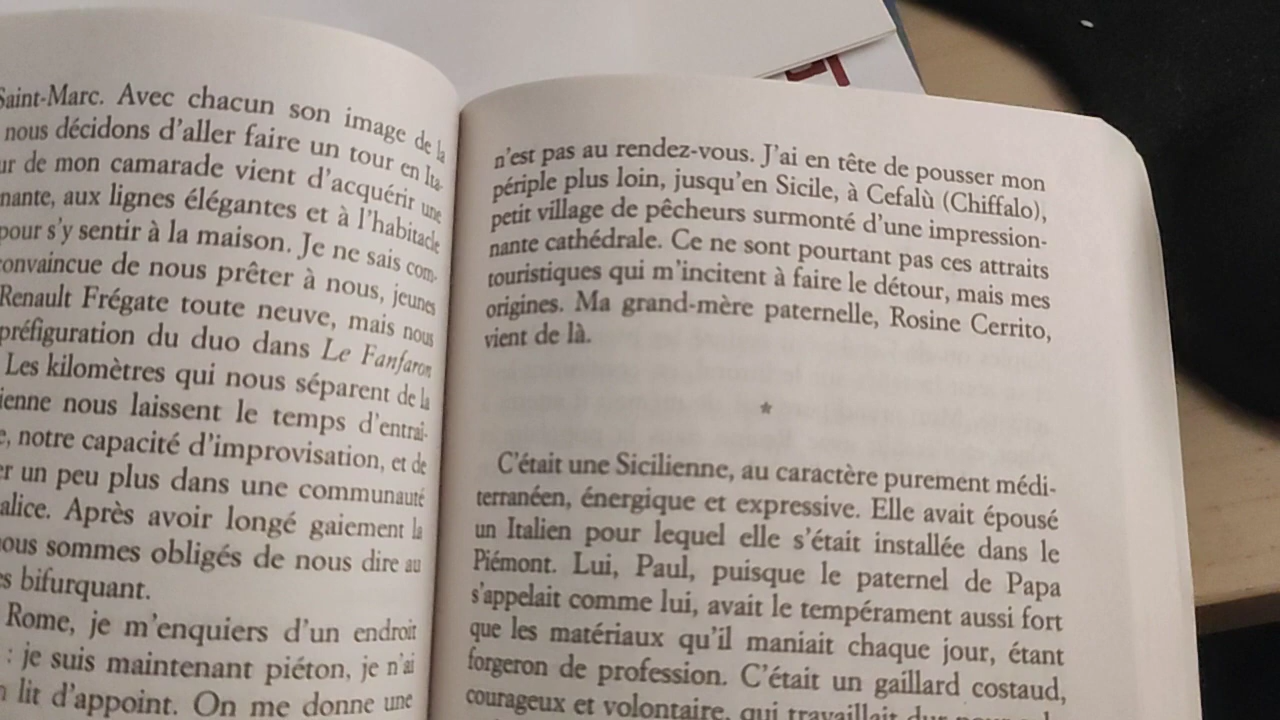 Saint-Marc. Avec chacun son image de la
nous décidons d'aller faire un tour en Ita-
de mon camarade vient d'acquérir une
aux lignes élégantes et à l'habitacle
pour s'y sentir à la maison. Je ne sais com-
convaincue de nous prêter à nous, jeunes
Renault Frégate toute neuve, mais nous
préfiguration du duo dans Le Fanfaron
Les kilomètres qui nous séparent de la
nous laissent le temps d'entraî-
notre capacité d'improvisation, et de
un peu plus dans une communauté
Après avoir longé gaiement la
nous sommes obligés de nous dire au
bifurquant.
Rome, je m'enquiers d'un endroit
: je suis maintenant piéton, je n'ai
lit d'appoint. On me donne une
n'est pas au rendez-vous. J'ai en tête de pousser mon
périple plus loin, jusqu'en Sicile, à Cefalù (Chiffalo),
petit village de pêcheurs surmonté d'une impression-
nante cathédrale. Ce ne sont pourtant pas ces attraits
touristiques qui m'incitent à faire le détour, mais mes
origines. Ma grand-mère paternelle, Rosine Cerrito,
vient de là.
*
C'était une Sicilienne, au caractère purement médi-
terranéen, énergique et expressive. Elle avait épousé
un Italien pour lequel elle s'était installée dans le
Piémont. Lui, Paul, puisque le paternel de Papa
s'appelait comme lui, avait le tempérament aussi fort
que les matériaux qu'il maniait chaque jour, étant
forgeron de profession. C'était un gaillard costaud,
courageux et volontaire, qui travaillait dur